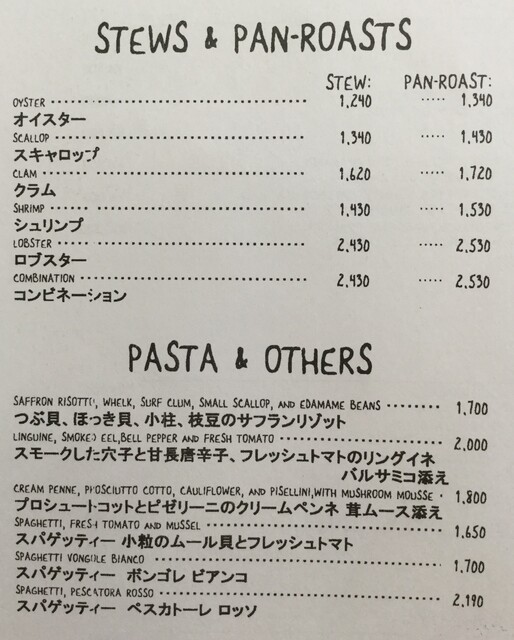 STEWS & PAN-ROASTS
STEW: PAN-ROAST:
OYSTER 1,240 1,340
オイスター
SCALLOP 1,340 1,430
スキャロップ
CLAM 1,620 1,720
クラム
SHRIMP 1,430 1,530
シュリンプ
LOBSTER 2,430 2,530
ロブスター
COMBINATION 2,430 2,530
コンビネーション
PASTA & OTHERS
SAFFRON RISOTTO, WHELK, SURF CLUM, SMALL SCALLOP, AND EDAMAME BEANS 1,700
つぶ貝、ほっき貝、小柱、枝豆のサフランリゾット
LINGUINE, SMOKED EEL,BELL PEPPER AND FRESH TOMATO 2,000
スモークした穴子と甘長唐辛子、フレッシュトマトのリングイネ
バルサミコ添え
CREAM PENNE, PROSCIUTTO COTTO, CAULIFLOWER, AND PISELLINI,WITH MUSHROOM MOUSSE 1,800
プロシュートコットとピゼリーニのクリームペンネ 茸ムース添え
SPAGHETTI, FRESH TOMATO AND MUSSEL 1,650
スパゲッティー 小粒のムール貝とフレッシュトマト
SPAGHETTI VONGOLE BIANCO 1,700
スパゲッティー ボンゴレ ビアンコ
SPAGHETTI, PESCATORA ROSSO 2,190
スパゲッティー ペスカトーレ ロッソ